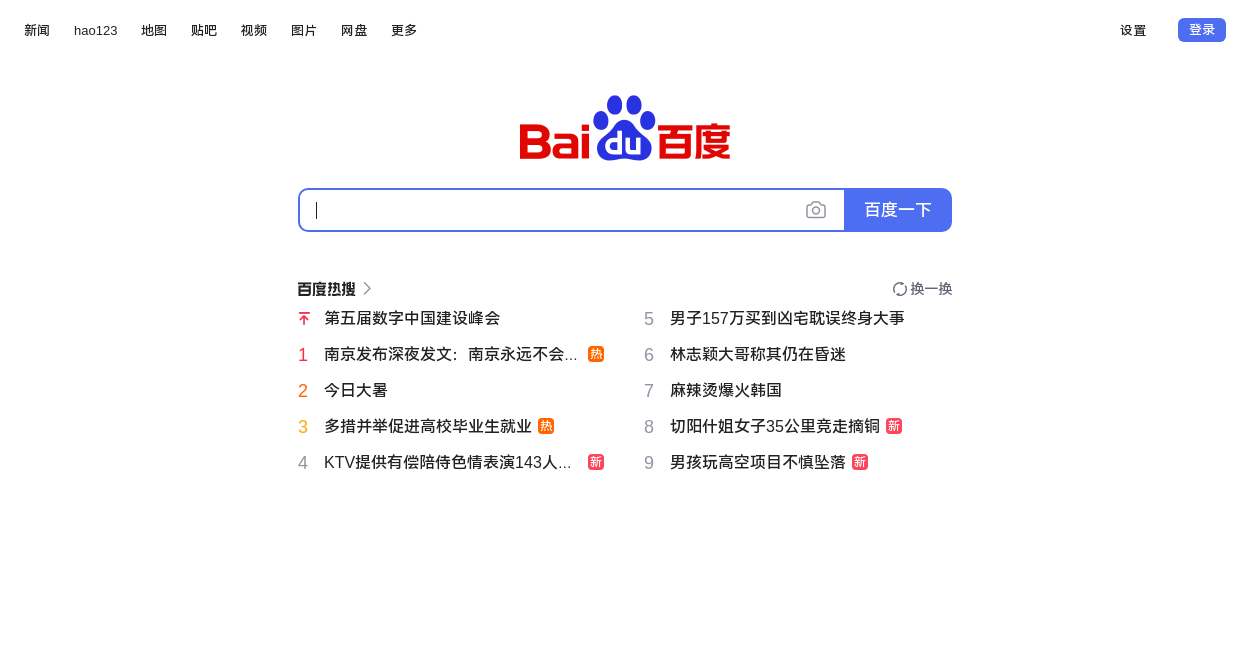 新闻 hao123 地图 贴吧 视频 图片 网盘 更多 设置 登录
Baidu百度
百度一下
百度热搜 换一换
第五届数字中国建设峰会
1 南京发布深夜发文：南京永远不会... 热
2 今日大暑
3 多措并举促进高校毕业生就业 热
4 KTV提供有偿陪侍色情表演143人... 新
5 男子157万买到凶宅耽误终身大事
6 林志颖大哥称其仍在昏迷
7 麻辣烫爆火韩国
8 切阳什姐女子35公里竞走摘铜 新
9 男孩玩高空项目不慎坠落 新